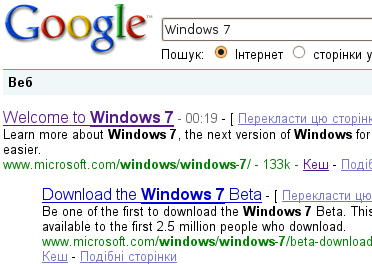 Google™
Windows 7
Пошук: Інтернет сторінки у
Веб
Welcome to Windows 7 - 00:19 - [ Перекласти цю сторінк
Learn more about Windows 7, the next version of Windows for
easier.
www.microsoft.com/windows/windows-7/ - 133k - Кеш - Подіб
Download the Windows 7 Beta - [ Перекласти
Be one of the first to download the Windows 7 Beta. This
available to the first 2.5 million people who download.
www.microsoft.com/windows/windows-7/beta-download
Кеш - Подібні сторінки